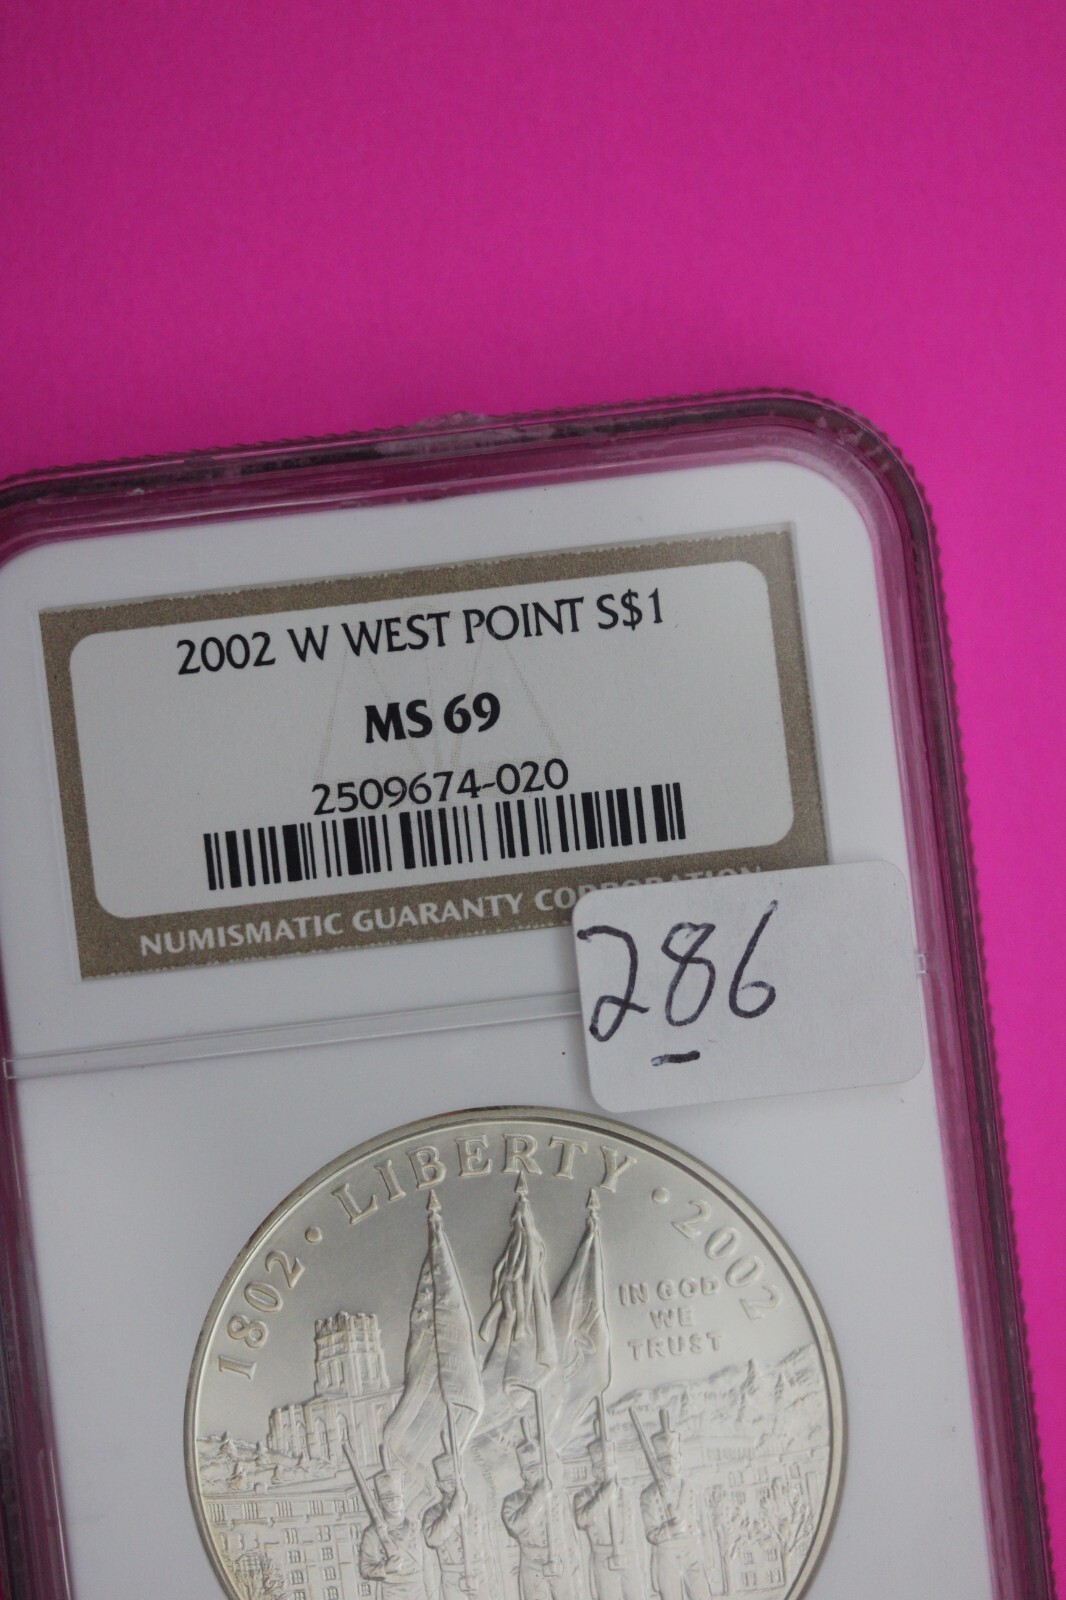 2002 W WEST POINT S$1
MS 69
2509674-020
NUMISMATIC GUARANTY CORPORATION
286
LIBERTY
1802 · · 2002
IN GOD
WE
TRUST